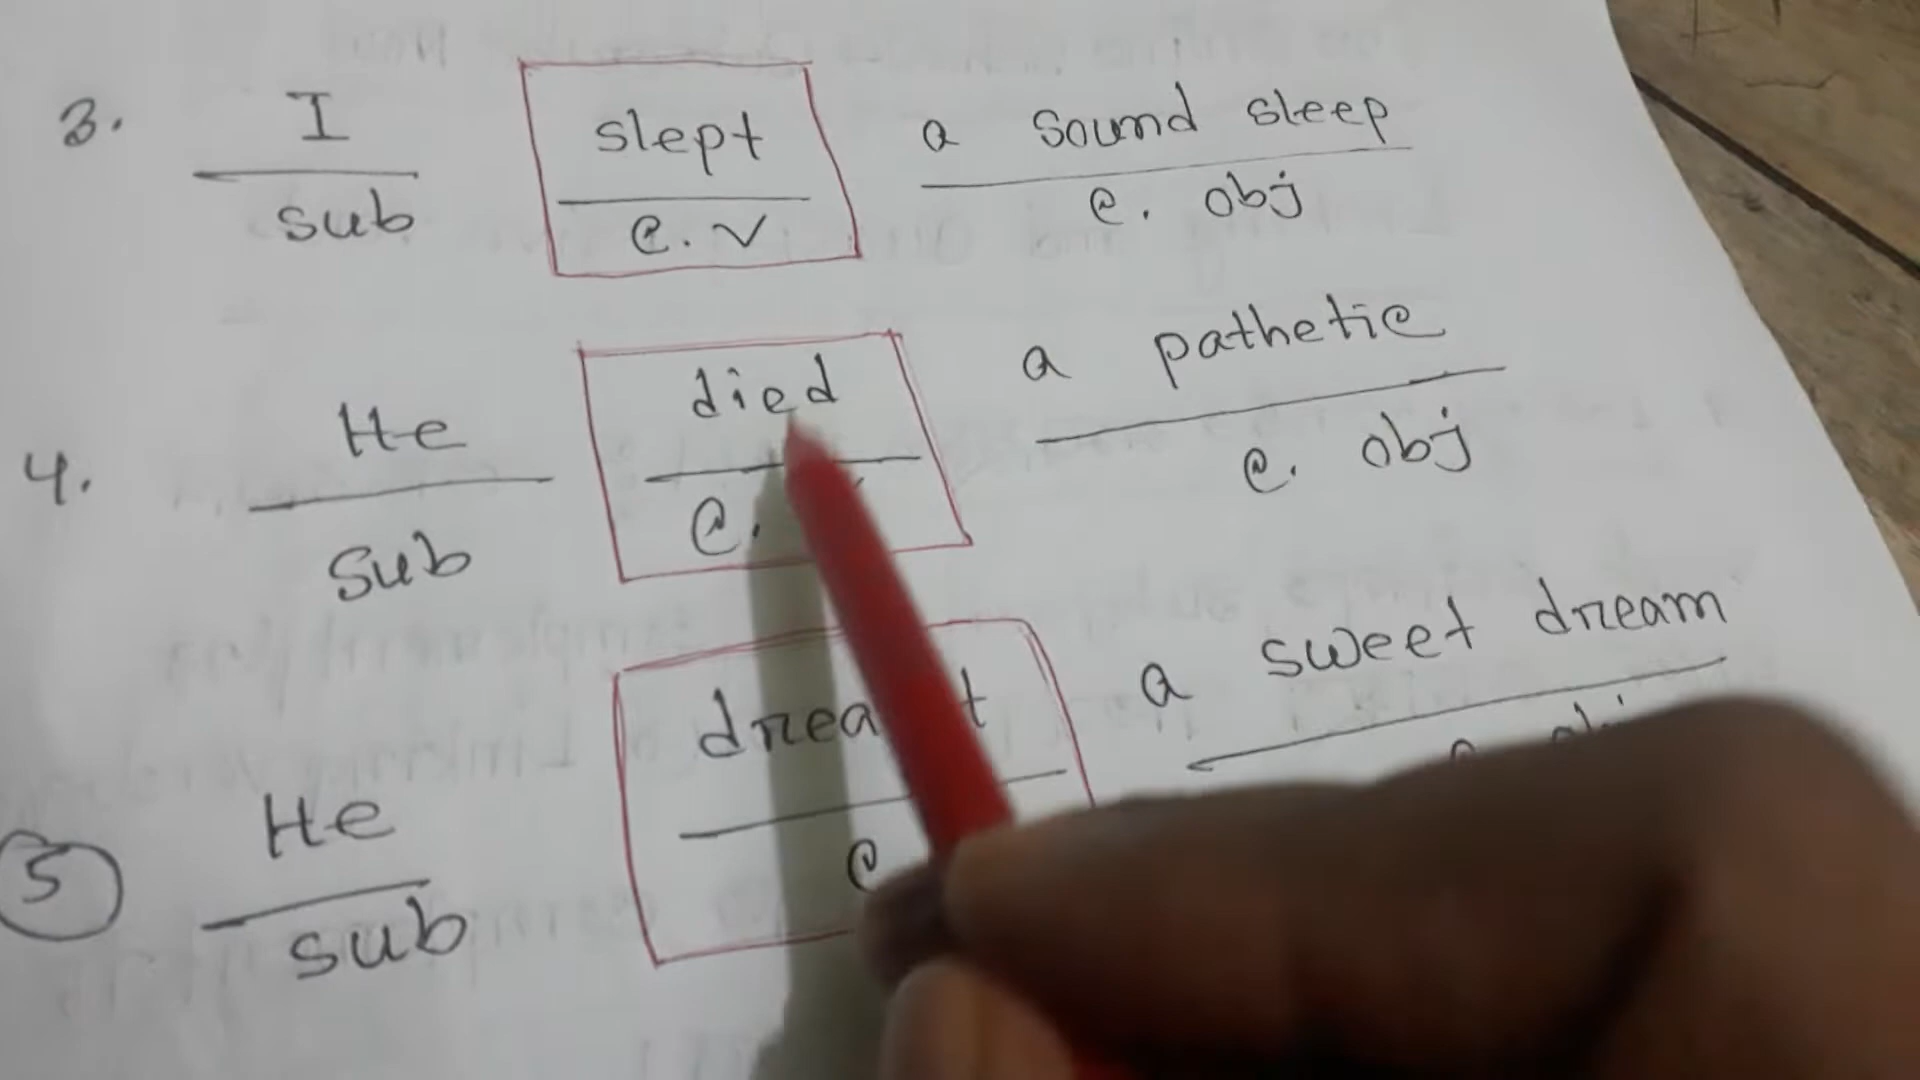 3. I slept a sound sleep
sub c. v c. obj
4. He died a pathetic
sub c. c. obj
5 He a sweet dream
sub c